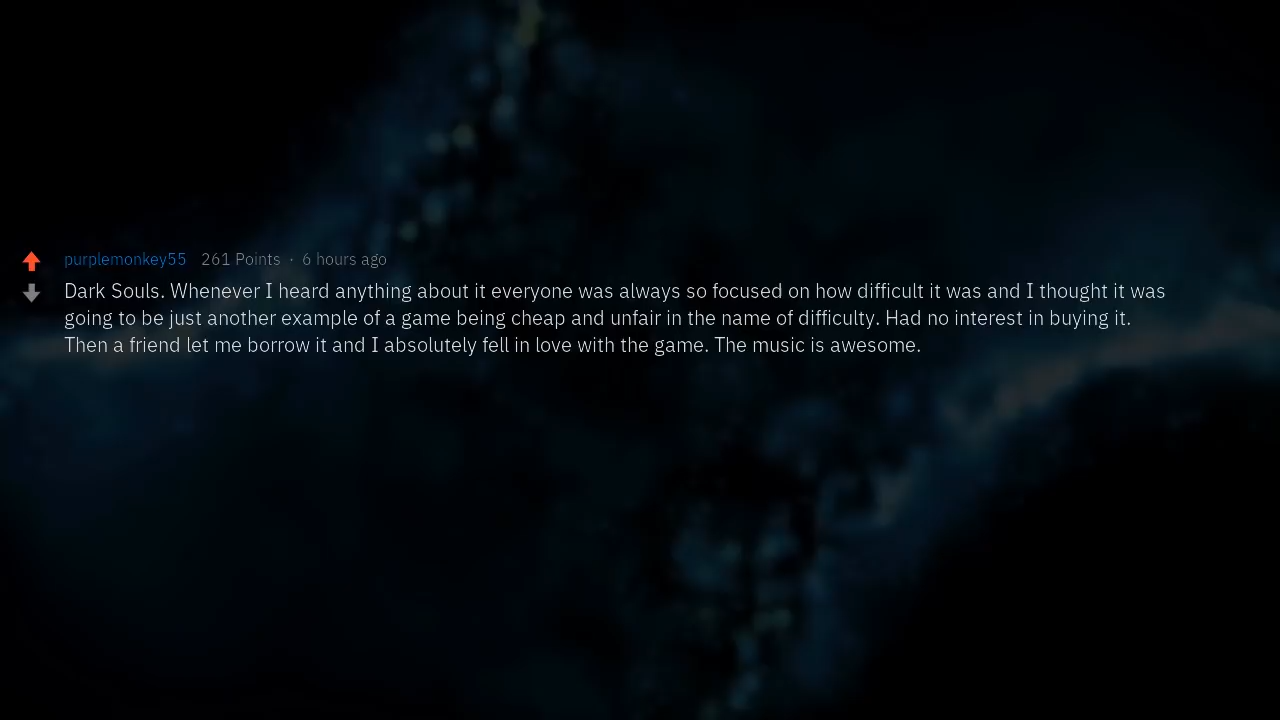 purplemonkey55 261 Points · 6 hours ago
Dark Souls. Whenever I heard anything about it everyone was always so focused on how difficult it was and I thought it was
going to be just another example of a game being cheap and unfair in the name of difficulty. Had no interest in buying it.
Then a friend let me borrow it and I absolutely fell in love with the game. The music is awesome.